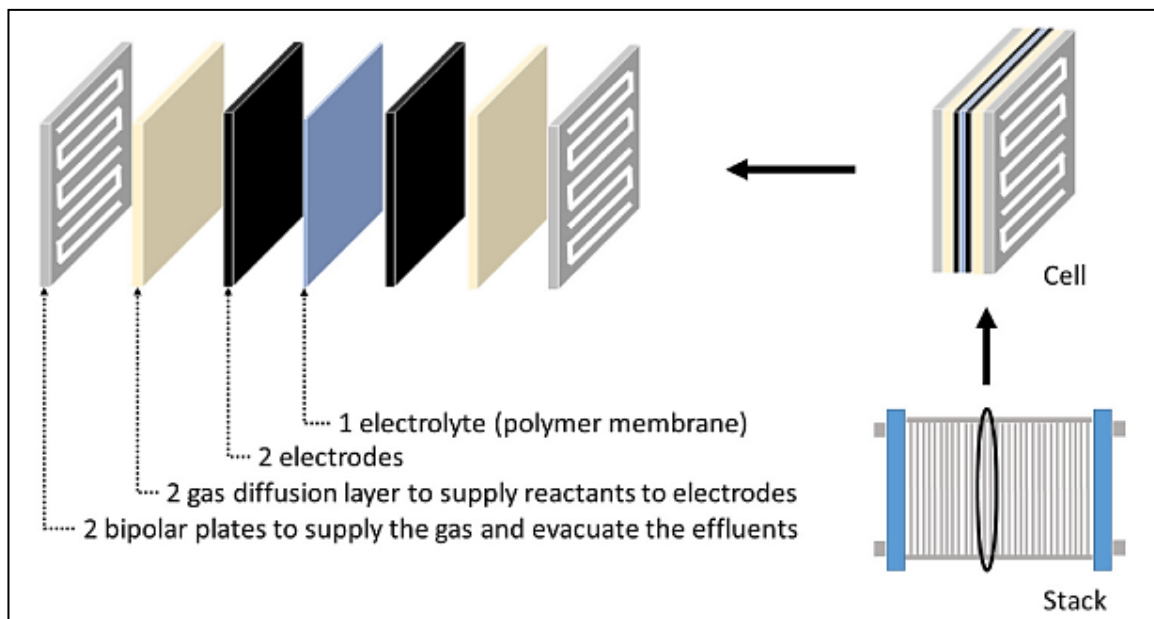 Cell
1 electrolyte (polymer membrane)
2 electrodes
2 gas diffusion layer to supply reactants to electrodes
2 bipolar plates to supply the gas and evacuate the effluents
Stack